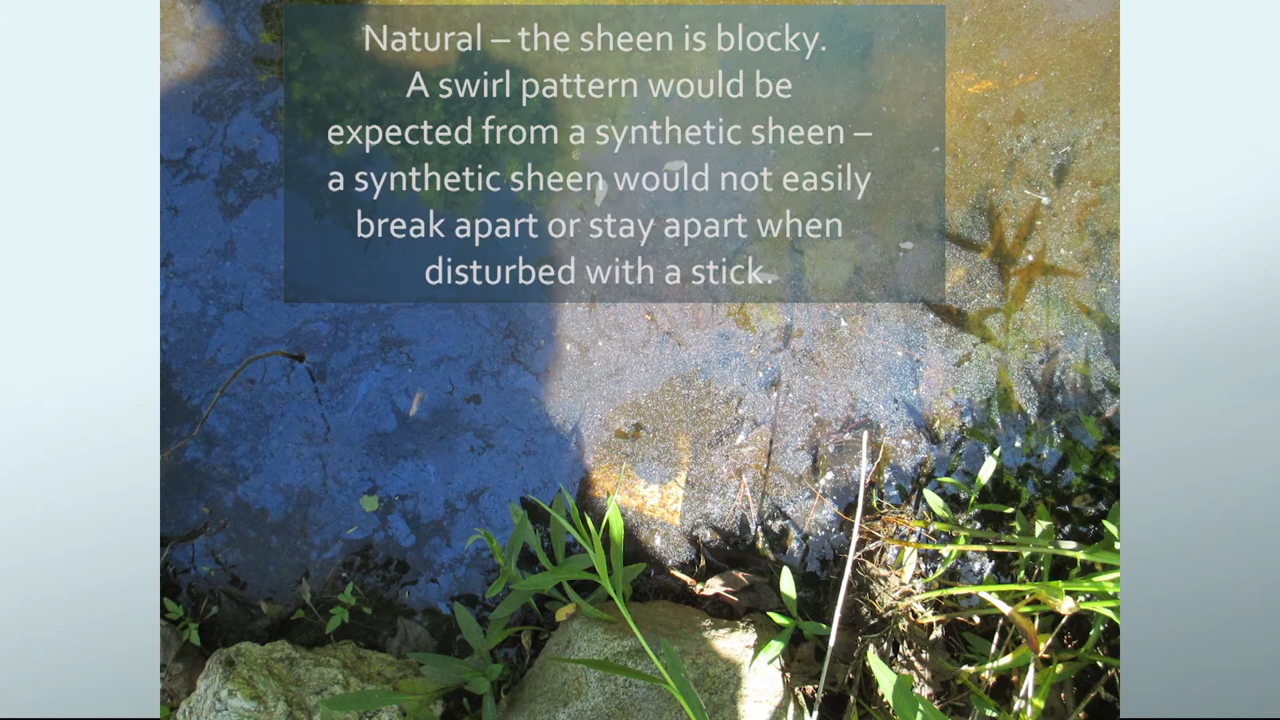 Natural – the sheen is blocky.
A swirl pattern would be
expected from a synthetic sheen –
a synthetic sheen would not easily
break apart or stay apart when
disturbed with a stick.